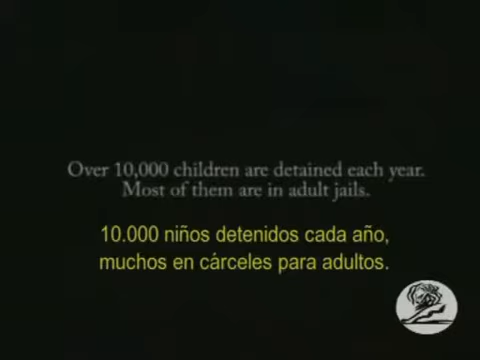 Over 10,000 children are detained each year.
Most of them are in adult jails.
10.000 niños detenidos cada año,
muchos en cárceles para adultos.